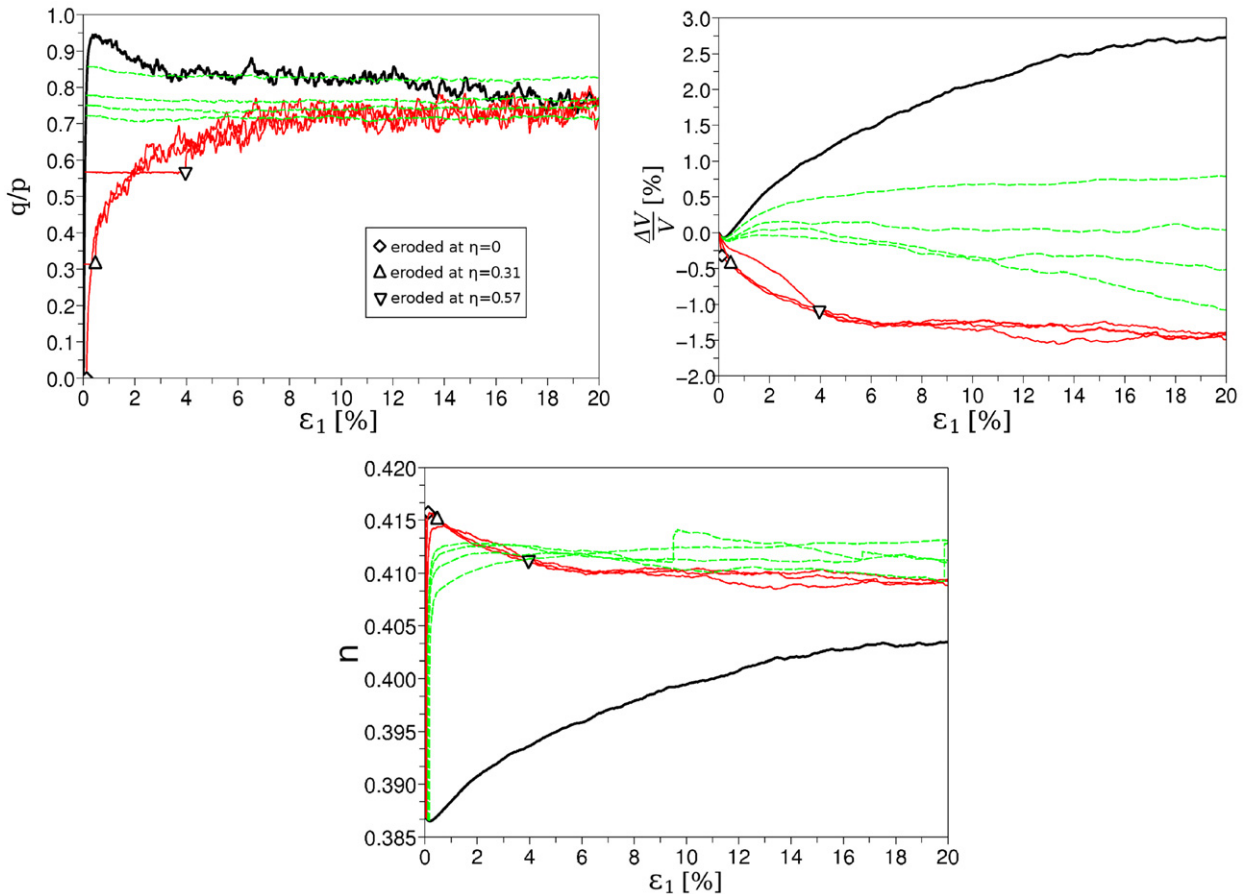 1.0
0.9
0.8
0.7
0.6
0.5
0.4
0.3
0.2
0.1
0.0
q/p
0 2 4 6 8 10 12 14 16 18 20
ε₁ [%]
eroded at η=0
eroded at η=0.31
eroded at η=0.57
3.0
2.5
2.0
1.5
1.0
0.5
0.0
−0.5
−1.0
−1.5
−2.0
ΔV/V [%]
0 2 4 6 8 10 12 14 16 18 20
ε₁ [%]
0.420
0.415
0.410
0.405
0.400
0.395
0.390
0.385
n
0 2 4 6 8 10 12 14 16 18 20
ε₁ [%]